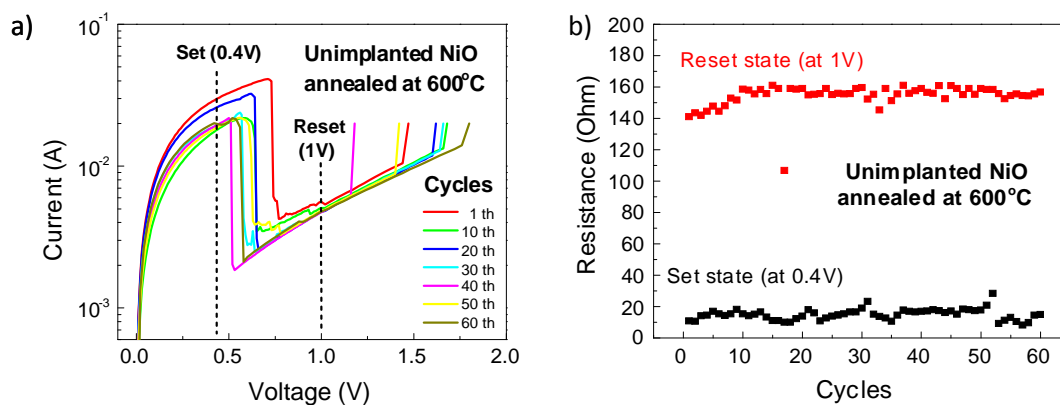 a)
Set (0.4V)
Unimplanted NiO
annealed at 600°C
Reset
(1V)
Cycles
1 th
10 th
20 th
30 th
40 th
50 th
60 th
10⁻¹
10⁻²
10⁻³
Current (A)
0.0
0.5
1.0
1.5
2.0
Voltage (V)
b)
200
180
160
140
120
100
80
60
40
20
0
Resistance (Ohm)
Reset state (at 1V)
Unimplanted NiO
annealed at 600°C
Set state (at 0.4V)
0
10
20
30
40
50
60
Cycles